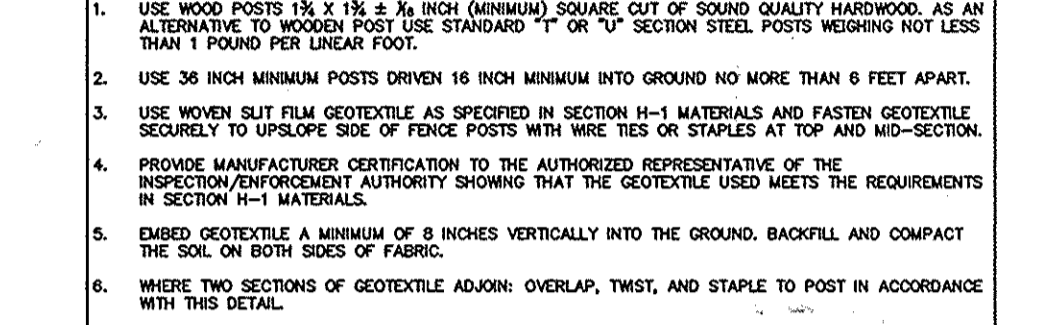 1. USE WOOD POSTS 1¾ X 1¾ ± 1/16 INCH (MINIMUM) SQUARE CUT OF SOUND QUALITY HARDWOOD. AS AN
ALTERNATIVE TO WOODEN POST USE STANDARD "T" OR "U" SECTION STEEL POSTS WEIGHING NOT LESS
THAN 1 POUND PER LINEAR FOOT.
2. USE 36 INCH MINIMUM POSTS DRIVEN 16 INCH MINIMUM INTO GROUND NO MORE THAN 6 FEET APART.
3. USE WOVEN SLIT FILM GEOTEXTILE AS SPECIFIED IN SECTION H-1 MATERIALS AND FASTEN GEOTEXTILE
SECURELY TO UPSLOPE SIDE OF FENCE POSTS WITH WIRE TIES OR STAPLES AT TOP AND MID-SECTION.
4. PROVIDE MANUFACTURER CERTIFICATION TO THE AUTHORIZED REPRESENTATIVE OF THE
INSPECTION/ENFORCEMENT AUTHORITY SHOWING THAT THE GEOTEXTILE USED MEETS THE REQUIREMENTS
IN SECTION H-1 MATERIALS.
5. EMBED GEOTEXTILE A MINIMUM OF 8 INCHES VERTICALLY INTO THE GROUND. BACKFILL AND COMPACT
THE SOIL ON BOTH SIDES OF FABRIC.
6. WHERE TWO SECTIONS OF GEOTEXTILE ADJOIN: OVERLAP, TWIST, AND STAPLE TO POST IN ACCORDANCE
WITH THIS DETAIL.